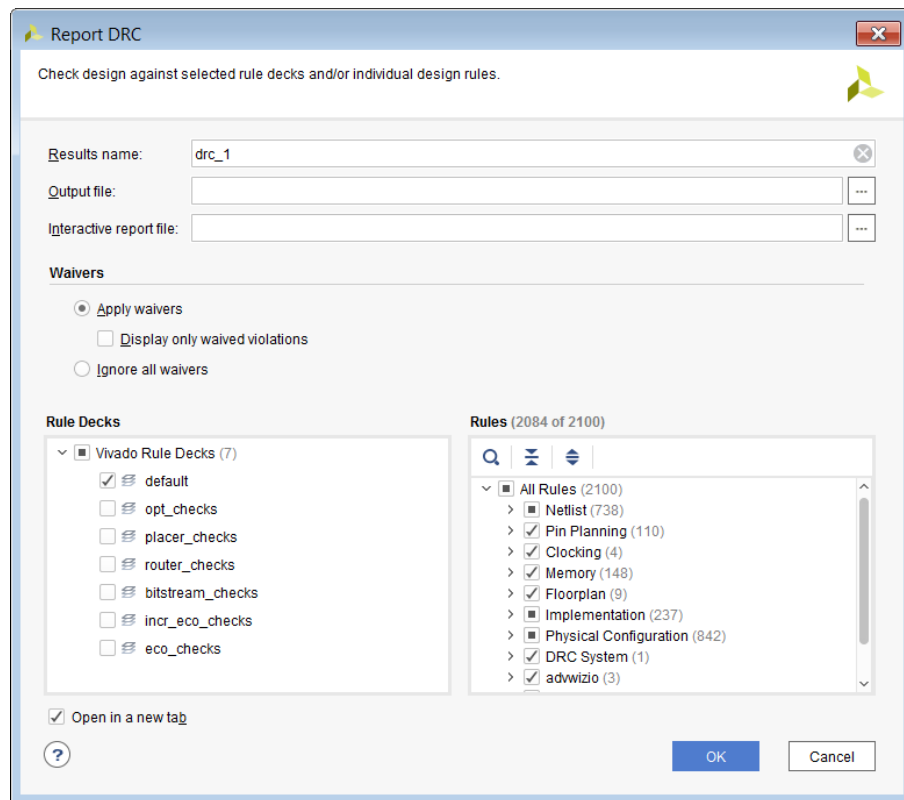 Report DRC
Check design against selected rule decks and/or individual design rules.
Results name:
drc_1
Output file:
...
Interactive report file:
...
Waivers
Apply waivers
Display only waived violations
Ignore all waivers
Rule Decks
Vivado Rule Decks (7)
default
opt_checks
placer_checks
router_checks
bitstream_checks
incr_eco_checks
eco_checks
Rules (2084 of 2100)
All Rules (2100)
Netlist (738)
Pin Planning (110)
Clocking (4)
Memory (148)
Floorplan (9)
Implementation (237)
Physical Configuration (842)
DRC System (1)
advwizio (3)
Open in a new tab
?
OK
Cancel